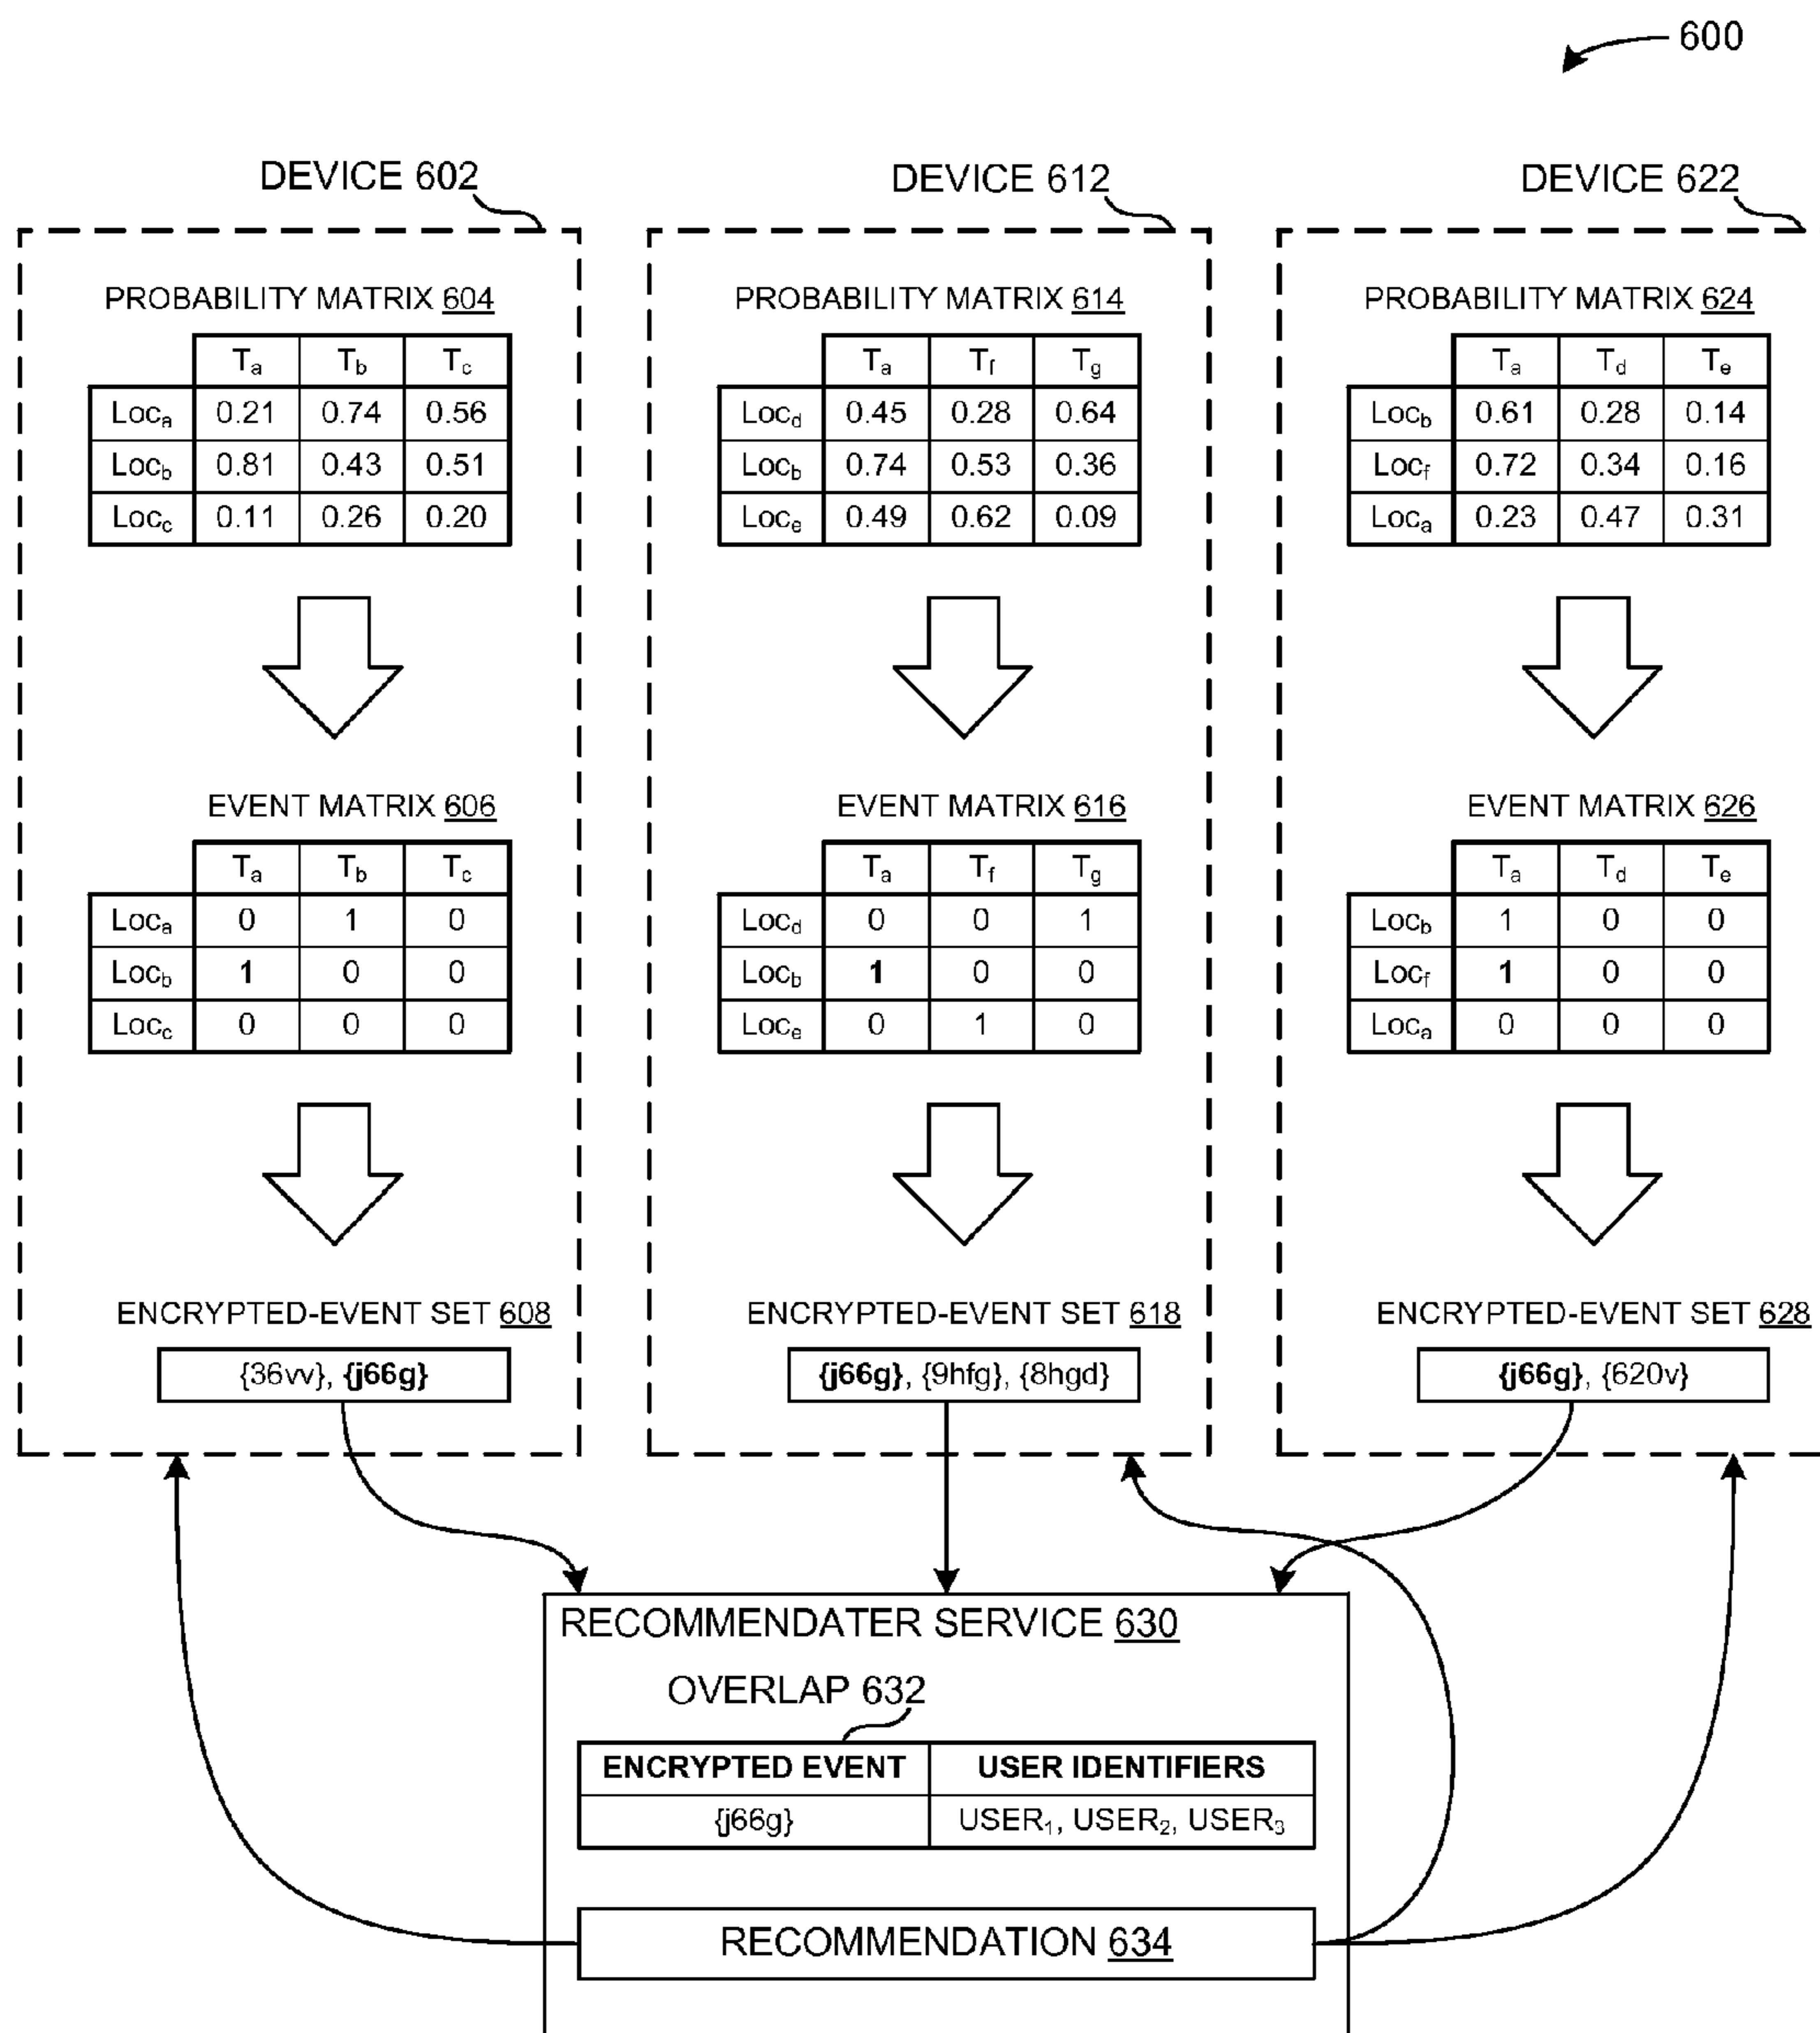 600
DEVICE 602
DEVICE 612
DEVICE 622
PROBABILITY MATRIX 604
Tₐ T_b T_c
Locₐ 0.21 0.74 0.56
Loc_b 0.81 0.43 0.51
Loc_c 0.11 0.26 0.20
PROBABILITY MATRIX 614
Tₐ T_f T_g
Loc_d 0.45 0.28 0.64
Loc_b 0.74 0.53 0.36
Loc_e 0.49 0.62 0.09
PROBABILITY MATRIX 624
Tₐ T_d T_e
Loc_b 0.61 0.28 0.14
Loc_f 0.72 0.34 0.16
Locₐ 0.23 0.47 0.31
EVENT MATRIX 606
Tₐ T_b T_c
Locₐ 0 1 0
Loc_b 1 0 0
Loc_c 0 0 0
EVENT MATRIX 616
Tₐ T_f T_g
Loc_d 0 0 1
Loc_b 1 0 0
Loc_e 0 1 0
EVENT MATRIX 626
Tₐ T_d T_e
Loc_b 1 0 0
Loc_f 1 0 0
Locₐ 0 0 0
ENCRYPTED-EVENT SET 608
{36vv}, {j66g}
ENCRYPTED-EVENT SET 618
{j66g}, {9hfg}, {8hgd}
ENCRYPTED-EVENT SET 628
{j66g}, {620v}
RECOMMENDATER SERVICE 630
OVERLAP 632
ENCRYPTED EVENT USER IDENTIFIERS
{j66g} USER₁, USER₂, USER₃
RECOMMENDATION 634